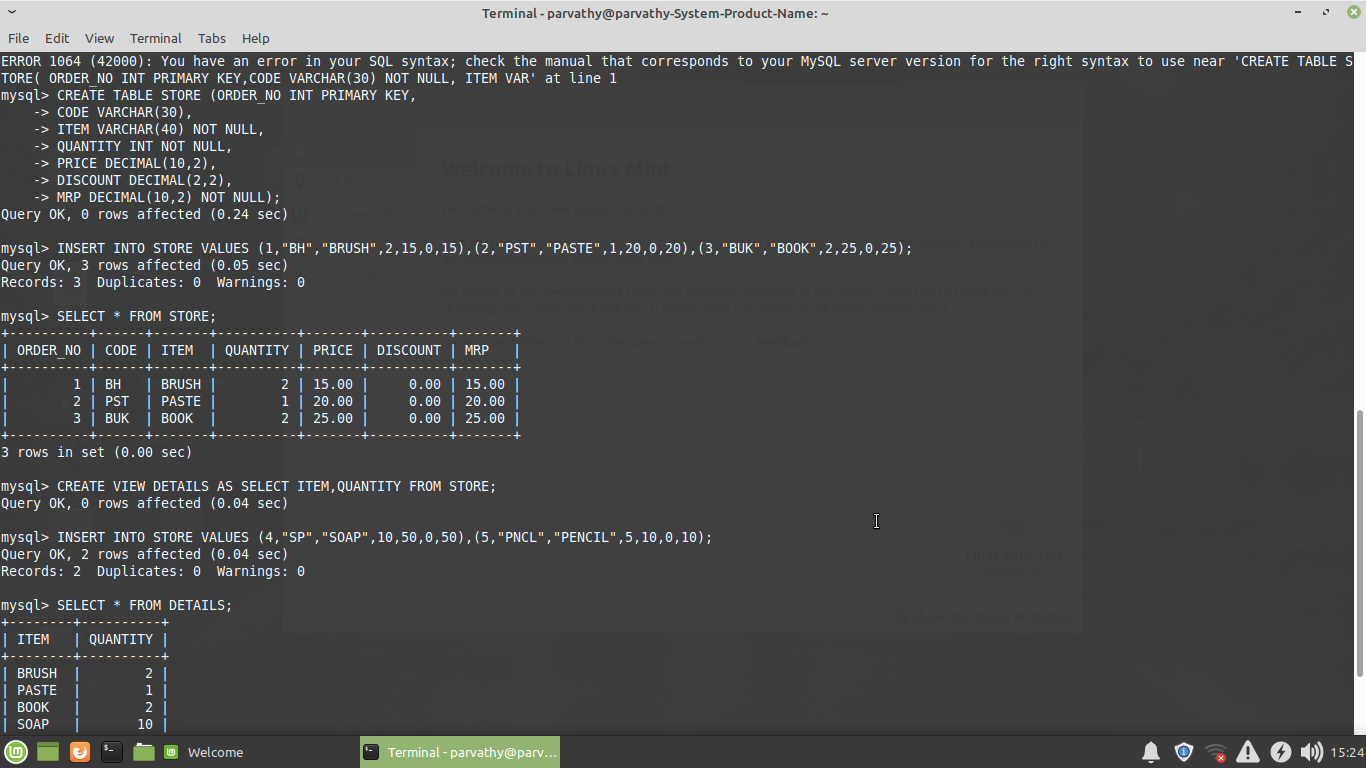 Terminal - parvathy@parvathy-System-Product-Name: ~
File Edit View Terminal Tabs Help
ERROR 1064 (42000): You have an error in your SQL syntax; check the manual that corresponds to your MySQL server version for the right syntax to use near 'CREATE TABLE S
TORE( ORDER_NO INT PRIMARY KEY,CODE VARCHAR(30) NOT NULL, ITEM VAR' at line 1
mysql> CREATE TABLE STORE (ORDER_NO INT PRIMARY KEY,
    -> CODE VARCHAR(30),
    -> ITEM VARCHAR(40) NOT NULL,
    -> QUANTITY INT NOT NULL,
    -> PRICE DECIMAL(10,2),
    -> DISCOUNT DECIMAL(2,2),
    -> MRP DECIMAL(10,2) NOT NULL);
Query OK, 0 rows affected (0.24 sec)
mysql> INSERT INTO STORE VALUES (1,"BH","BRUSH",2,15,0,15),(2,"PST","PASTE",1,20,0,20),(3,"BUK","BOOK",2,25,0,25);
Query OK, 3 rows affected (0.05 sec)
Records: 3  Duplicates: 0  Warnings: 0
mysql> SELECT * FROM STORE;
+----------+------+-------+----------+-------+----------+-------+
| ORDER_NO | CODE | ITEM  | QUANTITY | PRICE | DISCOUNT | MRP   |
+----------+------+-------+----------+-------+----------+-------+
|        1 | BH   | BRUSH |        2 | 15.00 |     0.00 | 15.00 |
|        2 | PST  | PASTE |        1 | 20.00 |     0.00 | 20.00 |
|        3 | BUK  | BOOK  |        2 | 25.00 |     0.00 | 25.00 |
+----------+------+-------+----------+-------+----------+-------+
3 rows in set (0.00 sec)
mysql> CREATE VIEW DETAILS AS SELECT ITEM,QUANTITY FROM STORE;
Query OK, 0 rows affected (0.04 sec)
mysql> INSERT INTO STORE VALUES (4,"SP","SOAP",10,50,0,50),(5,"PNCL","PENCIL",5,10,0,10);
Query OK, 2 rows affected (0.04 sec)
Records: 2  Duplicates: 0  Warnings: 0
mysql> SELECT * FROM DETAILS;
+--------+----------+
| ITEM   | QUANTITY |
+--------+----------+
| BRUSH  |        2 |
| PASTE  |        1 |
| BOOK   |        2 |
| SOAP   |       10 |
Welcome to Linux Mint
Welcome
Terminal - parvathy@parv...
15:24